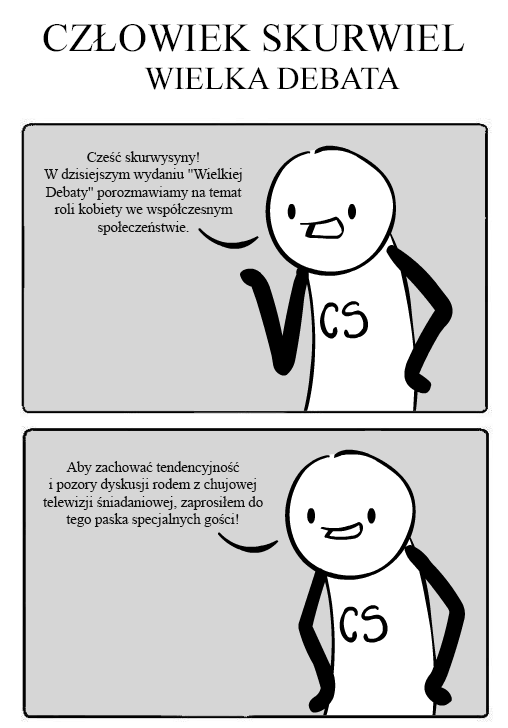 CZŁOWIEK SKURWIEL
WIELKA DEBATA
Cześć skurwysyny!
W dzisiejszym wydaniu "Wielkiej
Debaty" porozmawiamy na temat
roli kobiety we współczesnym
społeczeństwie.
CS
Aby zachować tendencyjność
i pozory dyskusji rodem z chujowej
telewizji śniadaniowej, zaprosiłem do
tego paska specjalnych gości!
CS